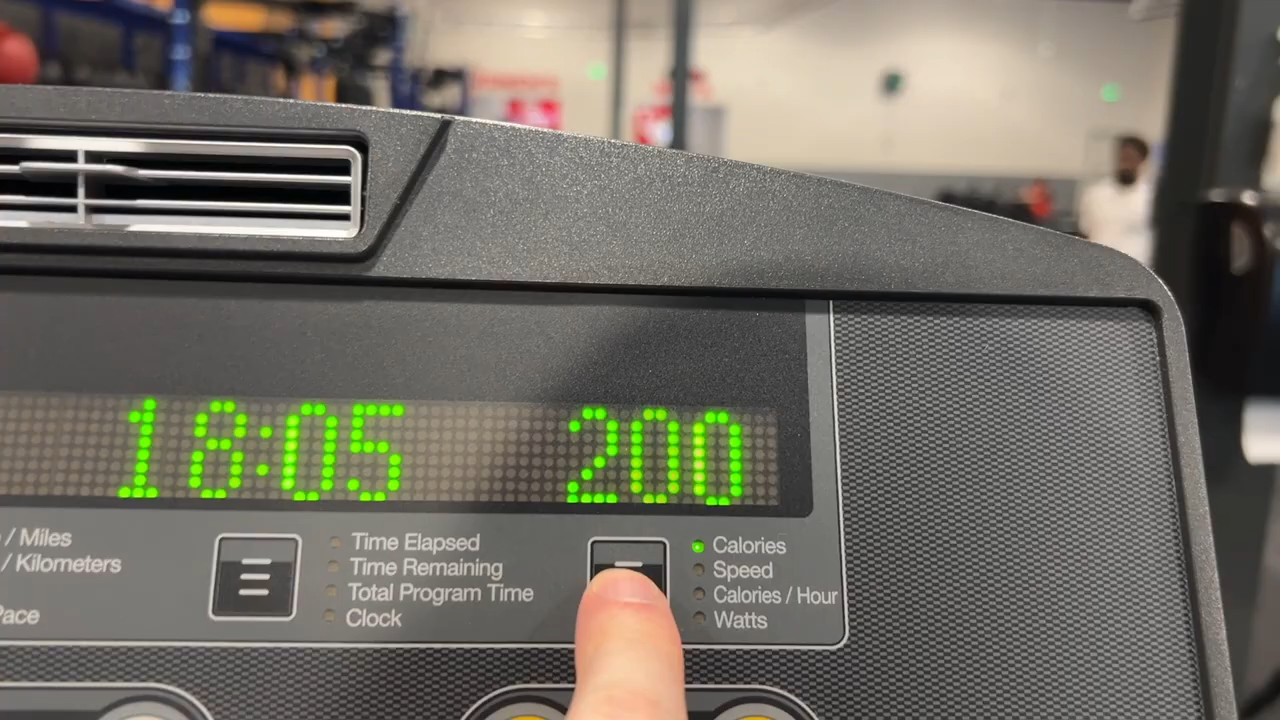 18:05 200
/ Miles
/ Kilometers
Pace
Time Elapsed
Time Remaining
Total Program Time
Clock
Calories
Speed
Calories / Hour
Watts